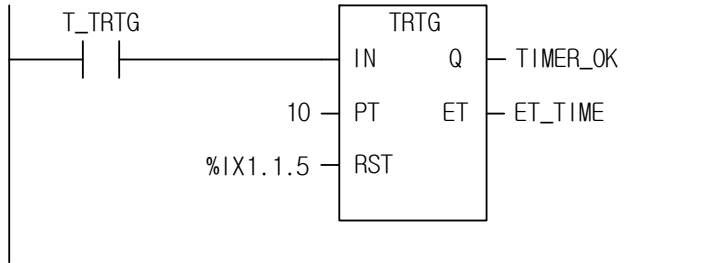 T_TRTG
TRTG
IN Q TIMER_OK
10 PT ET ET_TIME
%IX1.1.5 RST